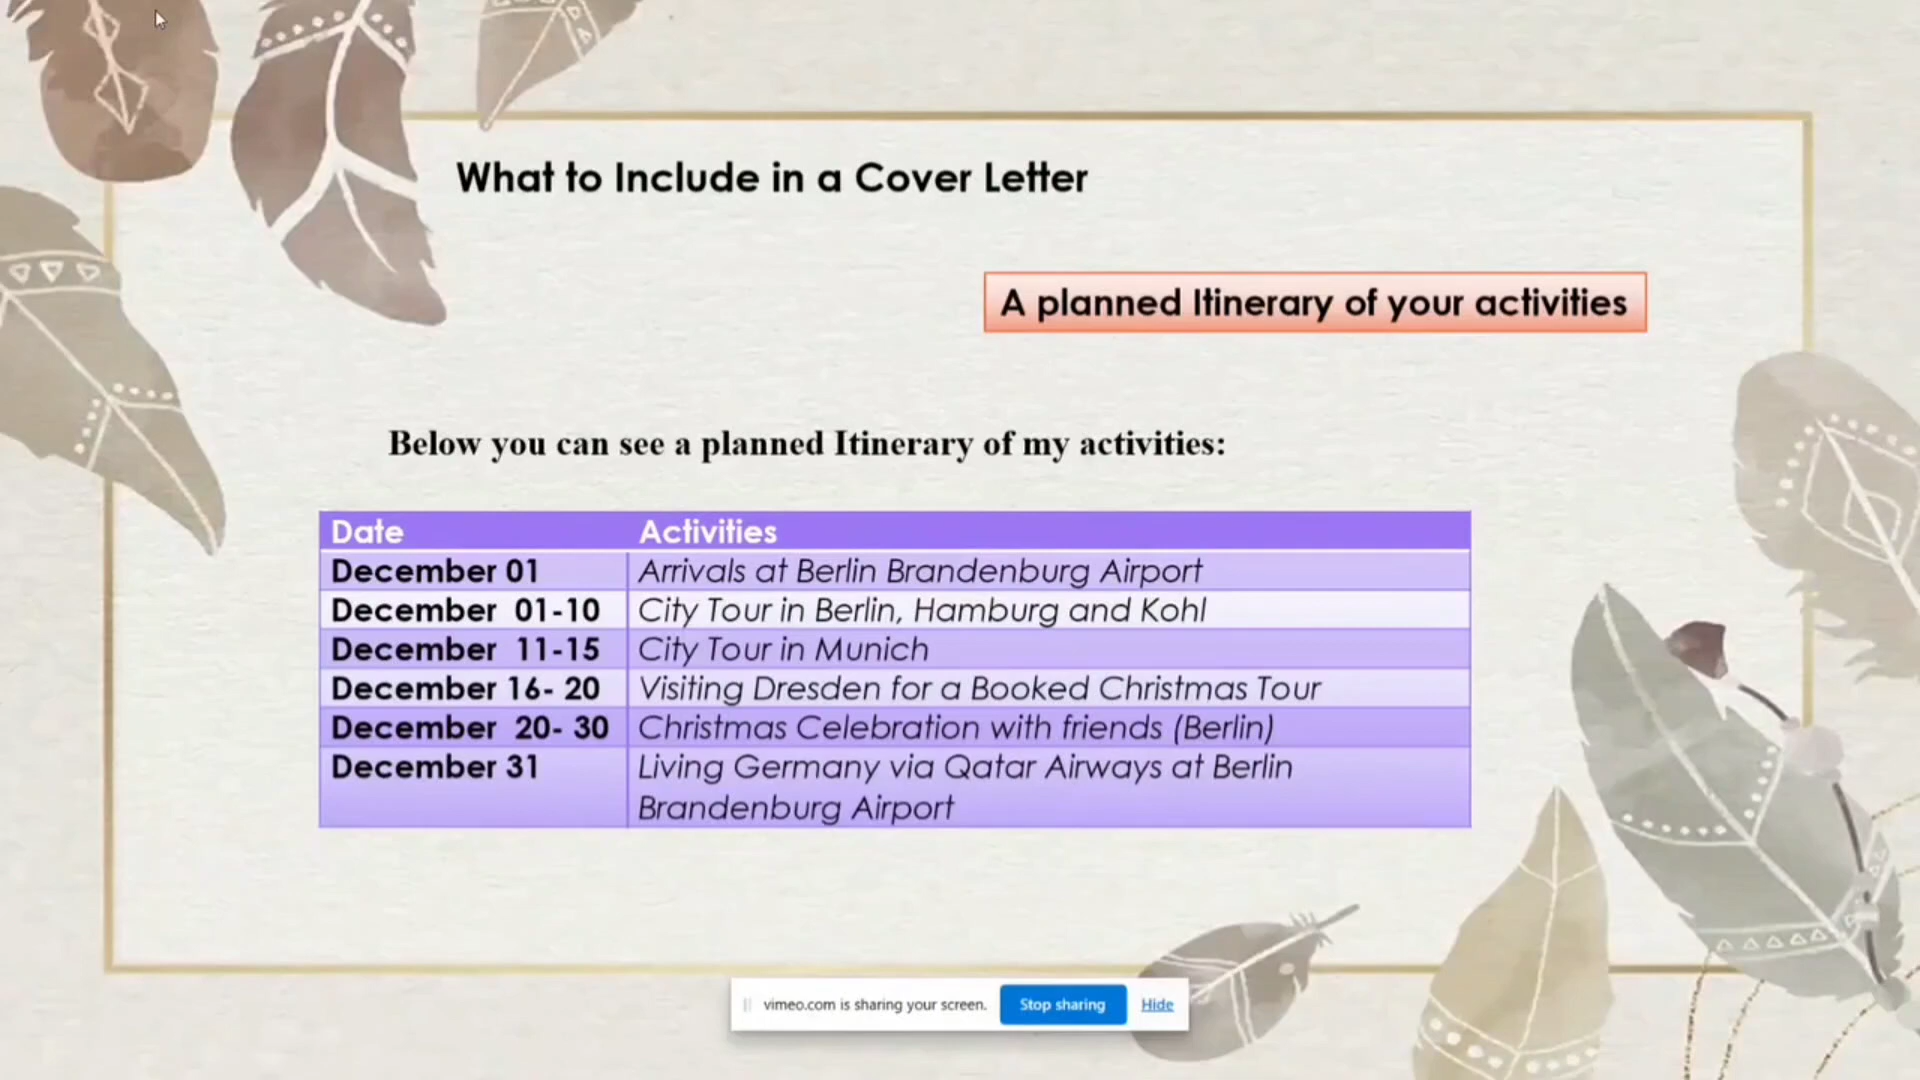 What to Include in a Cover Letter
A planned Itinerary of your activities
Below you can see a planned Itinerary of my activities:
Date Activities
December 01 Arrivals at Berlin Brandenburg Airport
December 01-10 City Tour in Berlin, Hamburg and Kohl
December 11-15 City Tour in Munich
December 16- 20 Visiting Dresden for a Booked Christmas Tour
December 20- 30 Christmas Celebration with friends (Berlin)
December 31 Living Germany via Qatar Airways at Berlin
Brandenburg Airport
vimeo.com is sharing your screen. Stop sharing Hide